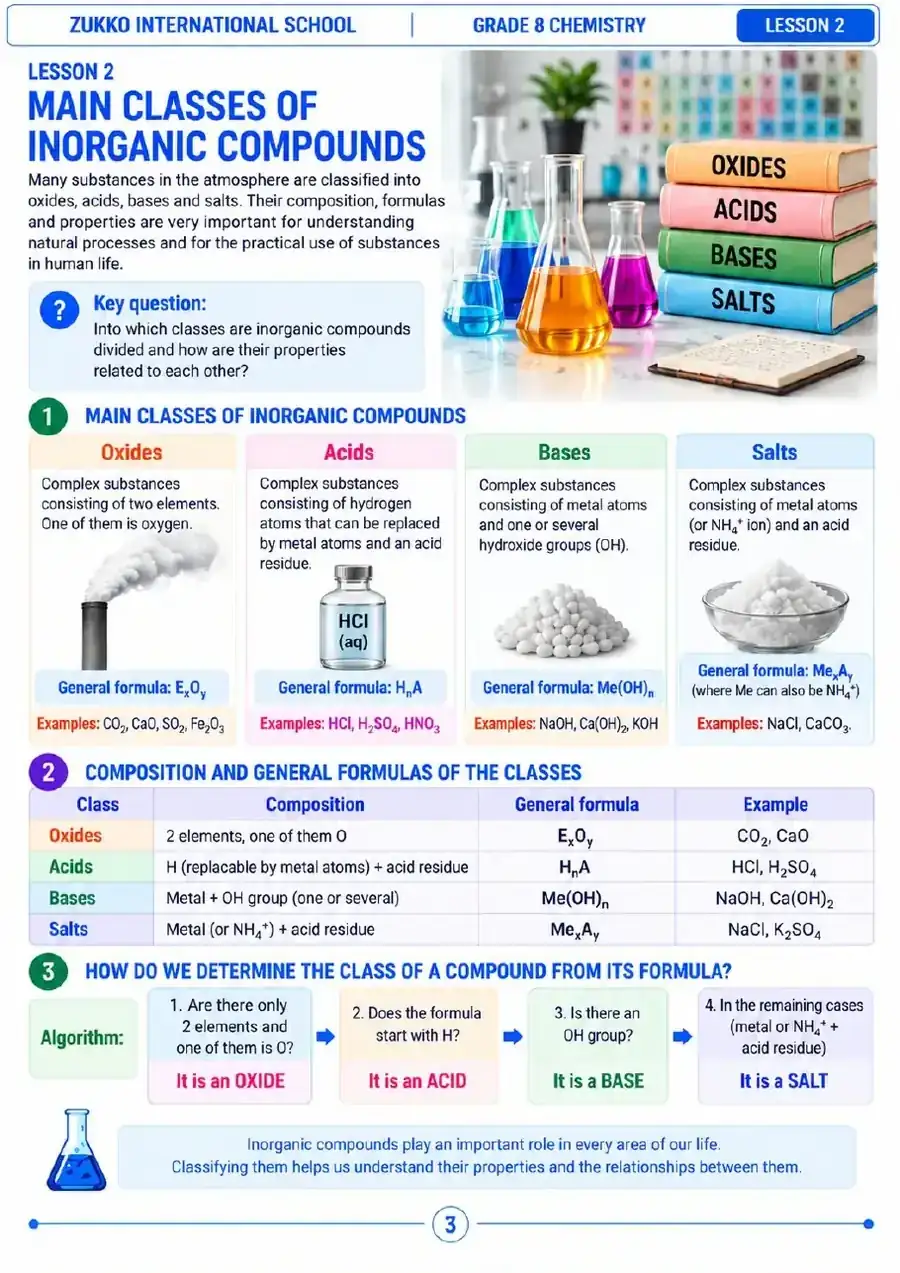 ZUKKO INTERNATIONAL SCHOOL
GRADE 8 CHEMISTRY
LESSON 2
LESSON 2
MAIN CLASSES OF
INORGANIC COMPOUNDS
Many substances in the atmosphere are classified into
oxides, acids, bases and salts. Their composition, formulas
and properties are very important for understanding
natural processes and for the practical use of substances
in human life.
?
Key question:
Into which classes are inorganic compounds
divided and how are their properties
related to each other?
OXIDES
ACIDS
BASES
SALTS
1
MAIN CLASSES OF INORGANIC COMPOUNDS
Oxides
Complex substances
consisting of two elements.
One of them is oxygen.
General formula: EₓOᵧ
Examples: CO₂, CaO, SO₂, Fe₂O₃
Acids
Complex substances
consisting of hydrogen
atoms that can be replaced
by metal atoms and an acid
residue.
HCl
(aq)
General formula: HₙA
Examples: HCl, H₂SO₄, HNO₃
Bases
Complex substances
consisting of metal atoms
and one or several
hydroxide groups (OH).
General formula: Me(OH)ₙ
Examples: NaOH, Ca(OH)₂, KOH
Salts
Complex substances
consisting of metal atoms
(or NH₄⁺ ion) and an acid
residue.
General formula: MeₓAᵧ
(where Me can also be NH₄⁺)
Examples: NaCl, CaCO₃.
2
COMPOSITION AND GENERAL FORMULAS OF THE CLASSES
Class Composition General formula Example
Oxides 2 elements, one of them O EₓOᵧ CO₂, CaO
Acids H (replacable by metal atoms) + acid residue HₙA HCl, H₂SO₄
Bases Metal + OH group (one or several) Me(OH)ₙ NaOH, Ca(OH)₂
Salts Metal (or NH₄⁺) + acid residue MeₓAᵧ NaCl, K₂SO₄
3
HOW DO WE DETERMINE THE CLASS OF A COMPOUND FROM ITS FORMULA?
Algorithm:
1. Are there only
2 elements and
one of them is O?
It is an OXIDE
2. Does the formula
start with H?
It is an ACID
3. Is there an
OH group?
It is a BASE
4. In the remaining cases
(metal or NH₄⁺ +
acid residue)
It is a SALT
Inorganic compounds play an important role in every area of our life.
Classifying them helps us understand their properties and the relationships between them.
3